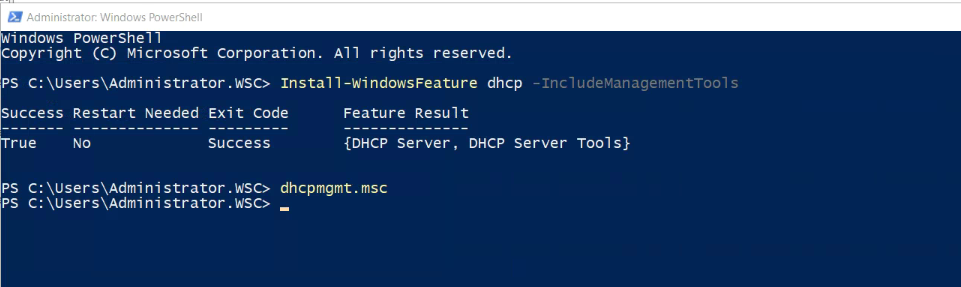 Administrator: Windows PowerShell
Windows PowerShell
Copyright (C) Microsoft Corporation. All rights reserved.
PS C:\Users\Administrator.WSC> Install-WindowsFeature dhcp -IncludeManagementTools
Success Restart Needed Exit Code      Feature Result
------- -------------- ---------      --------------
True    No             Success        {DHCP Server, DHCP Server Tools}
PS C:\Users\Administrator.WSC> dhcpmgmt.msc
PS C:\Users\Administrator.WSC>